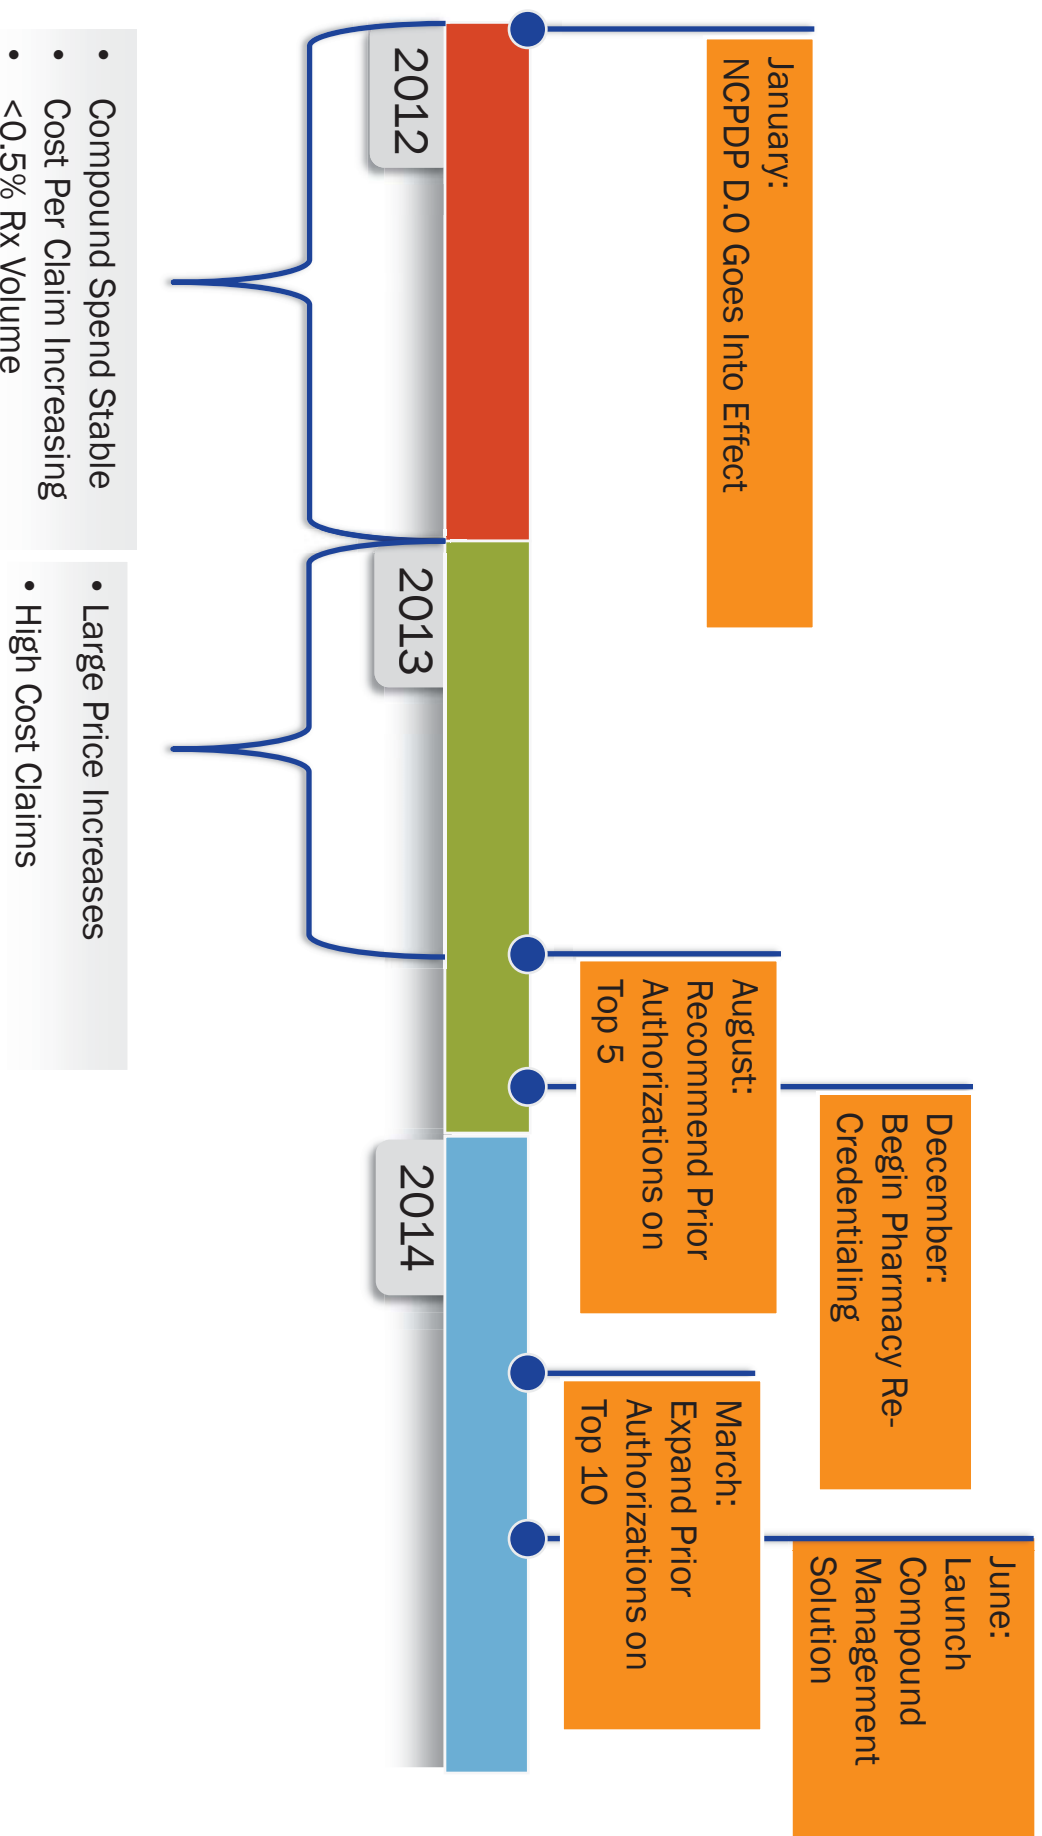 January:
NCPDP D.0 Goes Into Effect
August:
Recommend Prior
Authorizations on
Top 5
December:
Begin Pharmacy Re-
Credentialing
March:
Expand Prior
Authorizations on
Top 10
June:
Launch
Compound
Management
Solution
2012
2013
2014
• Compound Spend Stable
• Cost Per Claim Increasing
• <0.5% Rx Volume
• Large Price Increases
• High Cost Claims